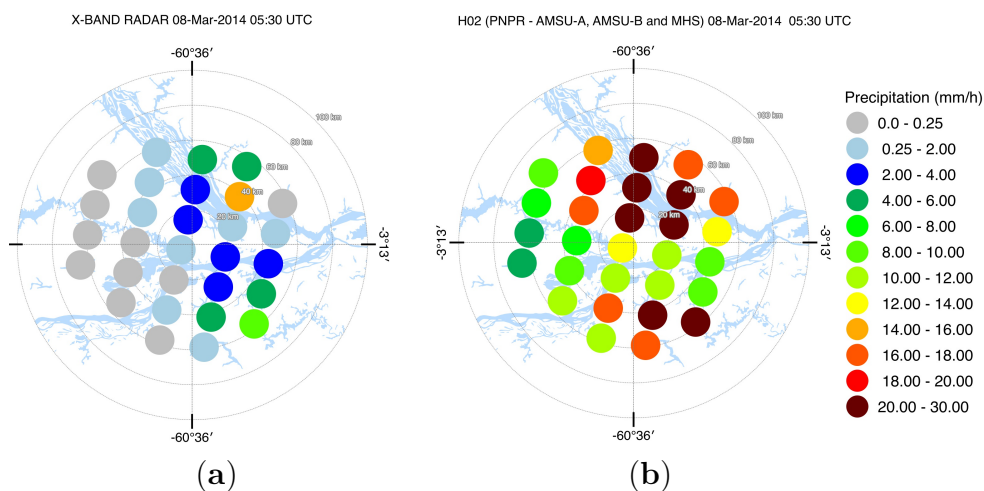 X-BAND RADAR 08-Mar-2014 05:30 UTC
-60°36′
100 km
80 km
60 km
40 km
20 km
-3°13′
-60°36′
(a)
H02 (PNPR - AMSU-A, AMSU-B and MHS) 08-Mar-2014 05:30 UTC
-60°36′
100 km
80 km
60 km
40 km
20 km
-3°13′
-60°36′
(b)
Precipitation (mm/h)
0.0 - 0.25
0.25 - 2.00
2.00 - 4.00
4.00 - 6.00
6.00 - 8.00
8.00 - 10.00
10.00 - 12.00
12.00 - 14.00
14.00 - 16.00
16.00 - 18.00
18.00 - 20.00
20.00 - 30.00